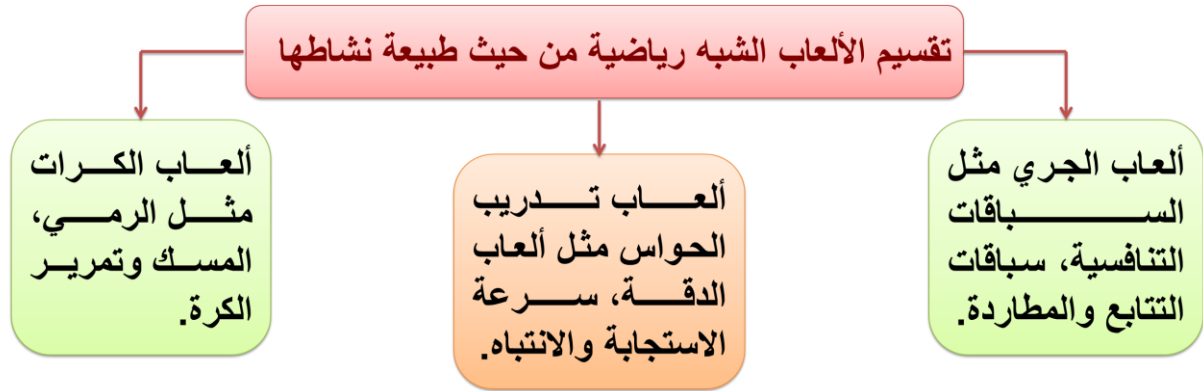 تقسيم الألعاب الشبه رياضية من حيث طبيعة نشاطها
ألعاب الجري مثل
السباقات
التنافسية، سباقات
التتابع والمطاردة.
ألعاب تدريب
الحواس مثل ألعاب
الدقة، سرعة
الاستجابة والانتباه.
ألعاب الكرات
مثل الرمي،
المسك وتمرير
الكرة.